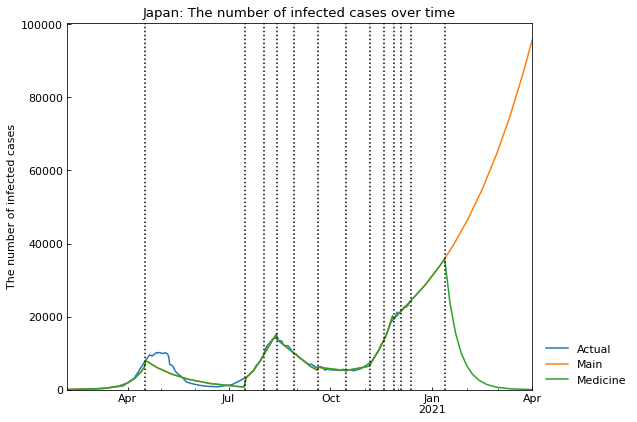 Japan: The number of infected cases over time
The number of infected cases
100000
80000
60000
40000
20000
0
Apr
Jul
Oct
Jan
2021
Apr
Actual
Main
Medicine